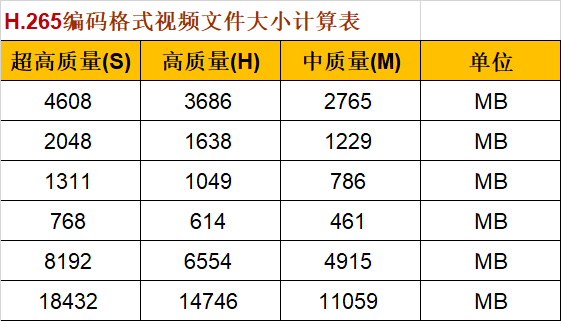 H.265编码格式视频文件大小计算表
超高质量(S) 高质量(H) 中质量(M) 单位
4608 3686 2765 MB
2048 1638 1229 MB
1311 1049 786 MB
768 614 461 MB
8192 6554 4915 MB
18432 14746 11059 MB